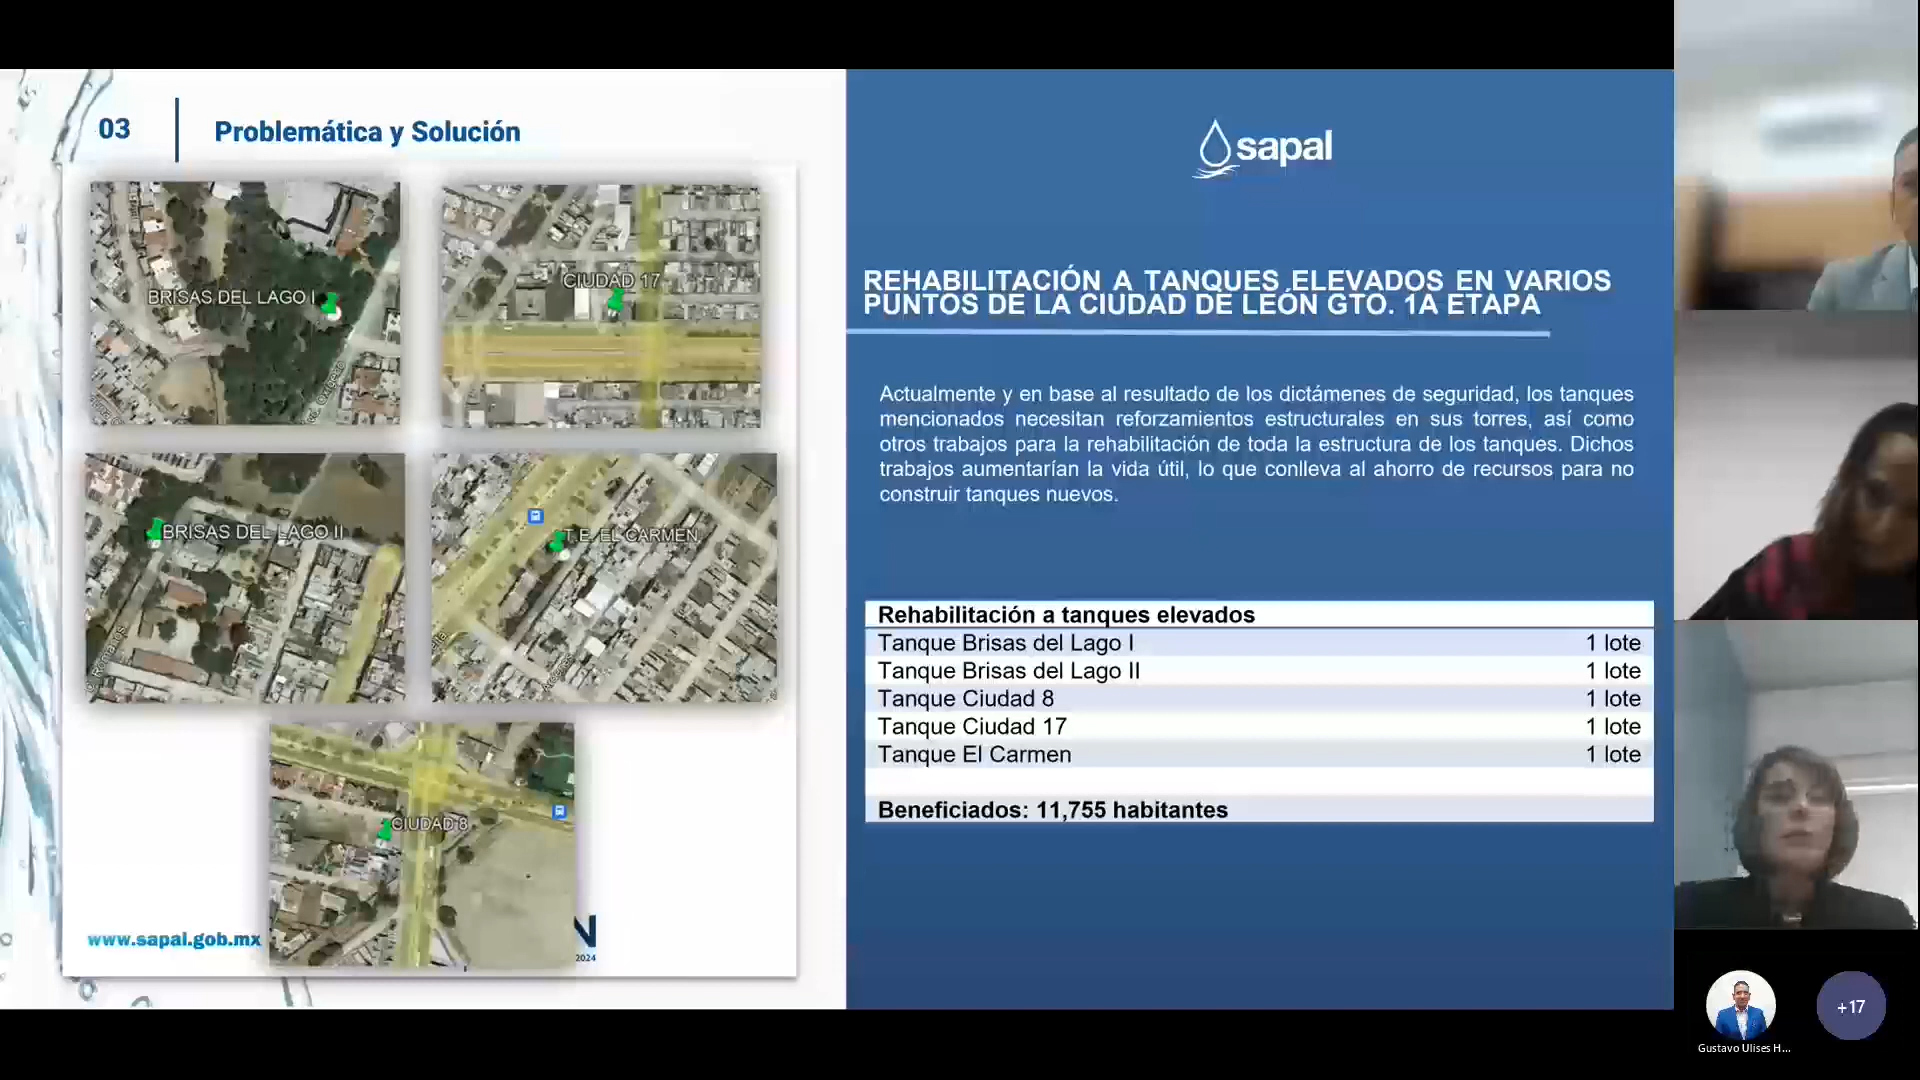 03
Problemática y Solución
BRISAS DEL LAGO I
CIUDAD 17
BRISAS DEL LAGO II
T.E. EL CARMEN
CIUDAD 8
www.sapal.gob.mx
N
2024
sapal
REHABILITACIÓN A TANQUES ELEVADOS EN VARIOS
PUNTOS DE LA CIUDAD DE LEÓN GTO. 1A ETAPA
Actualmente y en base al resultado de los dictámenes de seguridad, los tanques
mencionados necesitan reforzamientos estructurales en sus torres, así como
otros trabajos para la rehabilitación de toda la estructura de los tanques. Dichos
trabajos aumentarían la vida útil, lo que conlleva al ahorro de recursos para no
construir tanques nuevos.
Rehabilitación a tanques elevados
Tanque Brisas del Lago I 1 lote
Tanque Brisas del Lago II 1 lote
Tanque Ciudad 8 1 lote
Tanque Ciudad 17 1 lote
Tanque El Carmen 1 lote
Beneficiados: 11,755 habitantes
Gustavo Ulises H...
+17